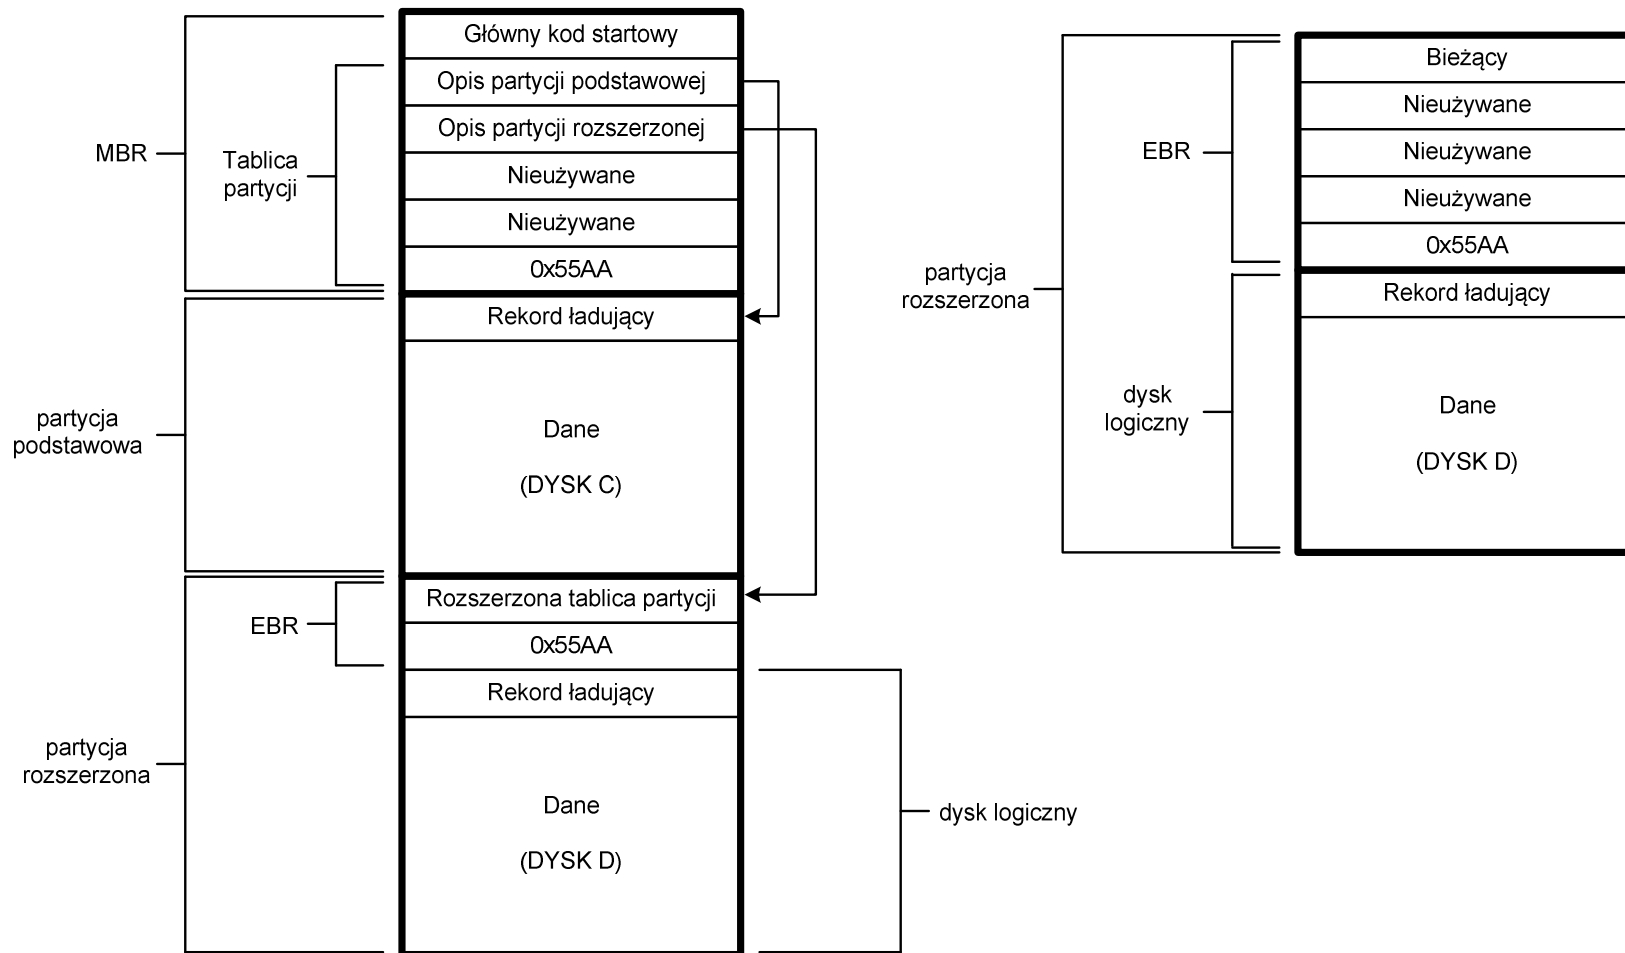 Główny kod startowy
Opis partycji podstawowej
Opis partycji rozszerzonej
Nieużywane
Nieużywane
0x55AA
MBR
Tablica
partycji
Rekord ładujący
Dane
(DYSK C)
partycja
podstawowa
Rozszerzona tablica partycji
0x55AA
EBR
Rekord ładujący
Dane
(DYSK D)
partycja
rozszerzona
dysk logiczny
Bieżący
Nieużywane
Nieużywane
Nieużywane
0x55AA
EBR
partycja
rozszerzona
Rekord ładujący
Dane
(DYSK D)
dysk
logiczny